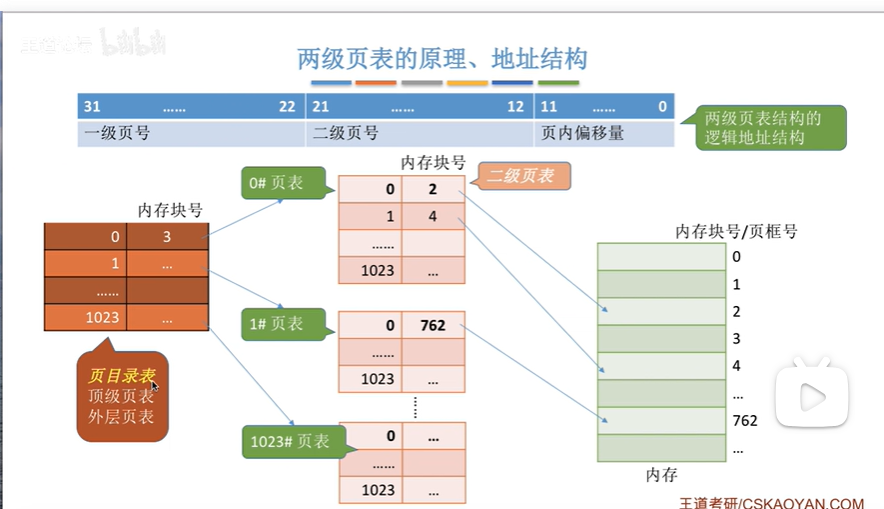 bilibili
两级页表的原理、地址结构
31 …… 22 21 …… 12 11 …… 0
一级页号 二级页号 页内偏移量
两级页表结构的
逻辑地址结构
内存块号
0 3
1 ...
......
1023 ...
页目录表
顶级页表
外层页表
0# 页表
内存块号
二级页表
0 2
1 4
......
1023 ...
1# 页表
0 762
......
1023 ...
1023# 页表
0 ...
......
1023 ...
内存块号/页框号
0
1
2
3
4
...
762
...
内存
王道考研/CSKAOYAN.COM